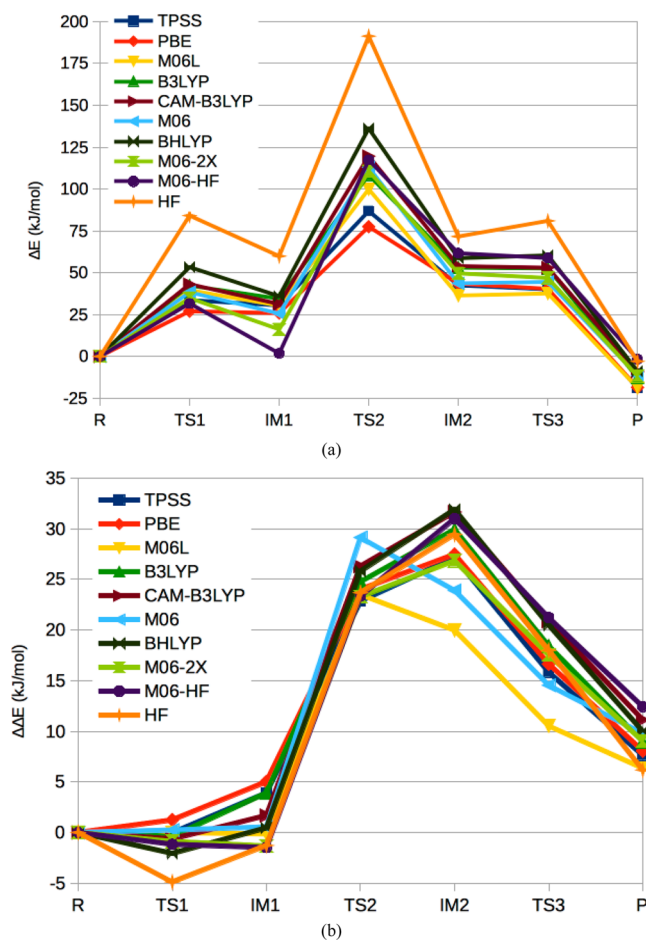 200
175
150
125
100
75
50
25
0
-25
ΔE (kJ/mol)
TPSS
PBE
M06L
B3LYP
CAM-B3LYP
M06
BHLYP
M06-2X
M06-HF
HF
R TS1 IM1 TS2 IM2 TS3 P
(a)
35
30
25
20
15
10
5
0
-5
ΔΔE (kJ/mol)
TPSS
PBE
M06L
B3LYP
CAM-B3LYP
M06
BHLYP
M06-2X
M06-HF
HF
R TS1 IM1 TS2 IM2 TS3 P
(b)